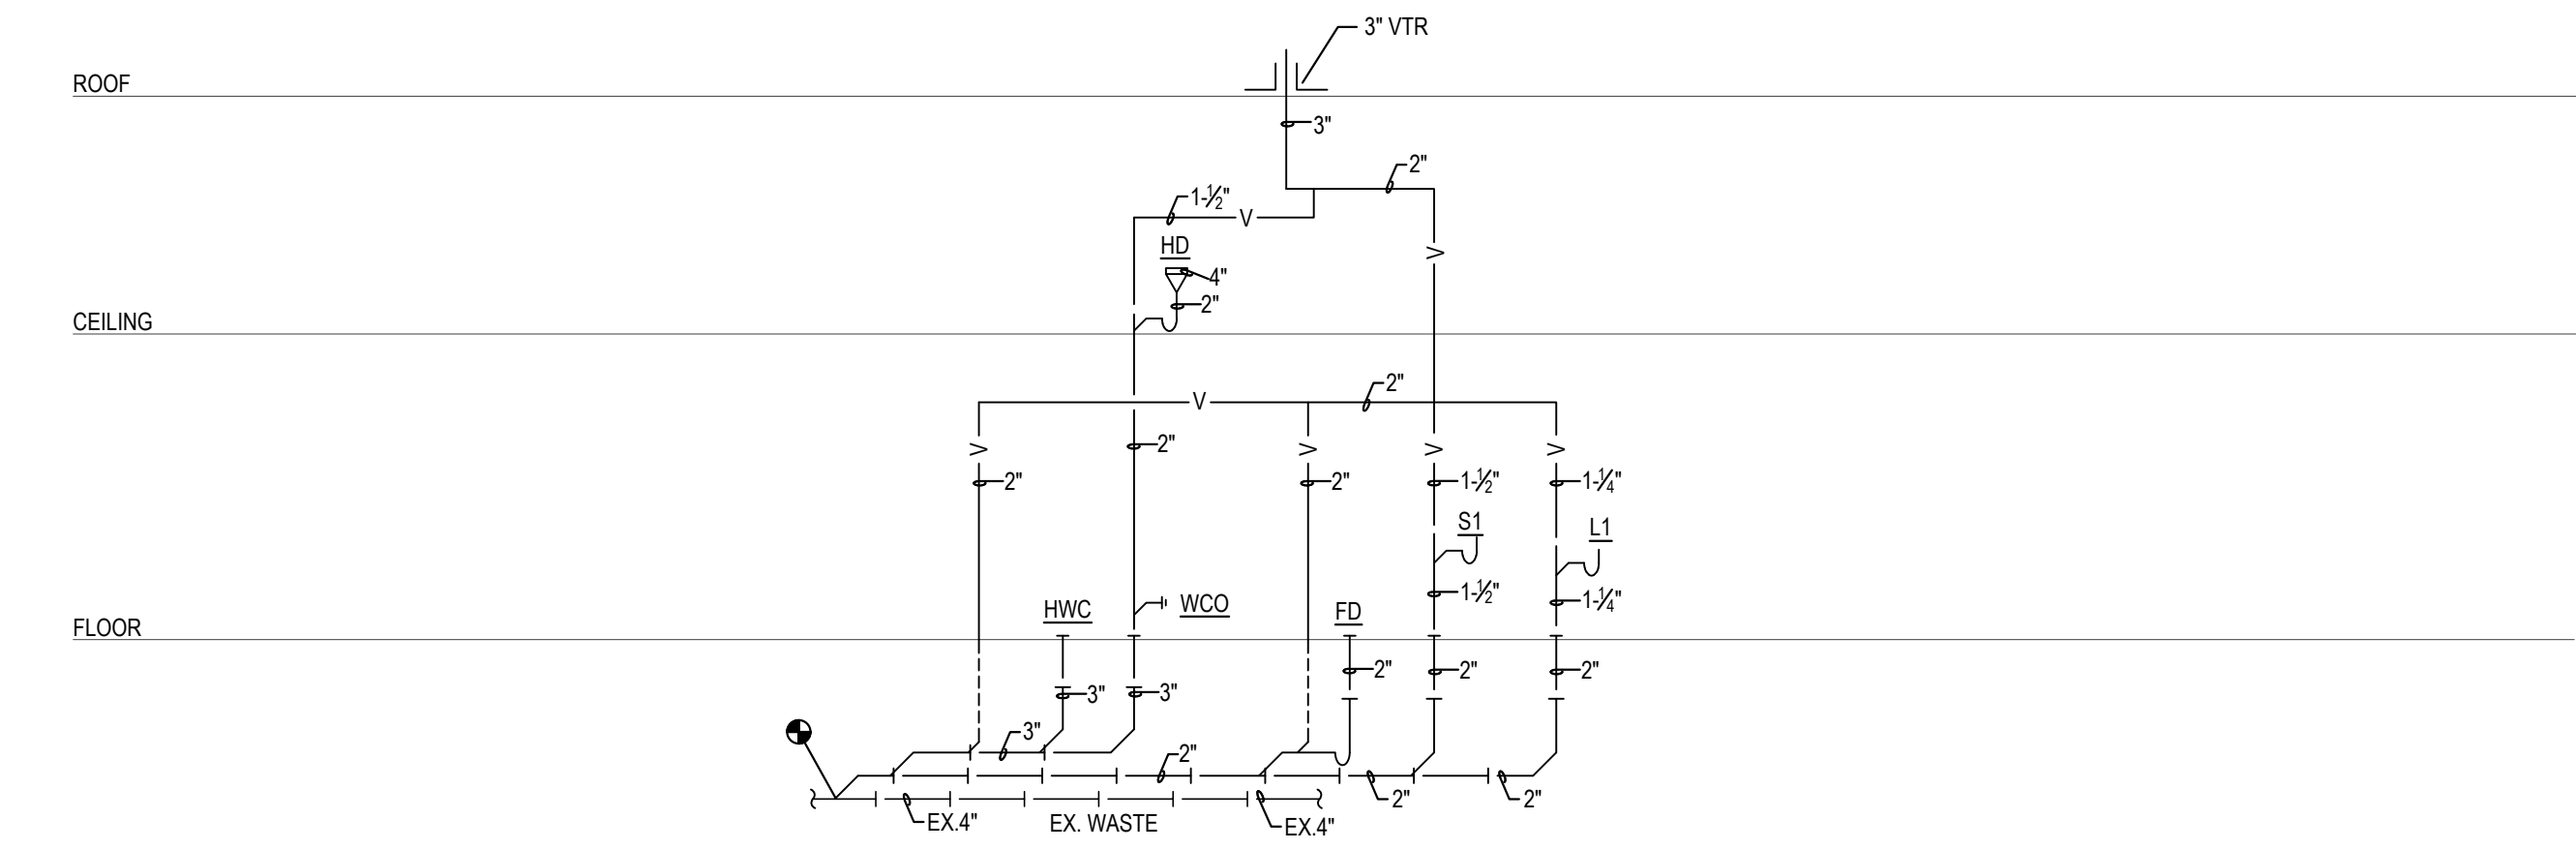 3" VTR
ROOF
3"
2"
1-½"
V
HD
V
4"
2"
CEILING
2"
V
2"
V
V
V
V
2"
2"
1-½"
1-¼"
S1
L1
1-½"
1-¼"
HWC
WCO
FD
FLOOR
2"
2"
2"
3"
3"
3"
2"
2"
2"
EX.4"
EX. WASTE
EX.4"